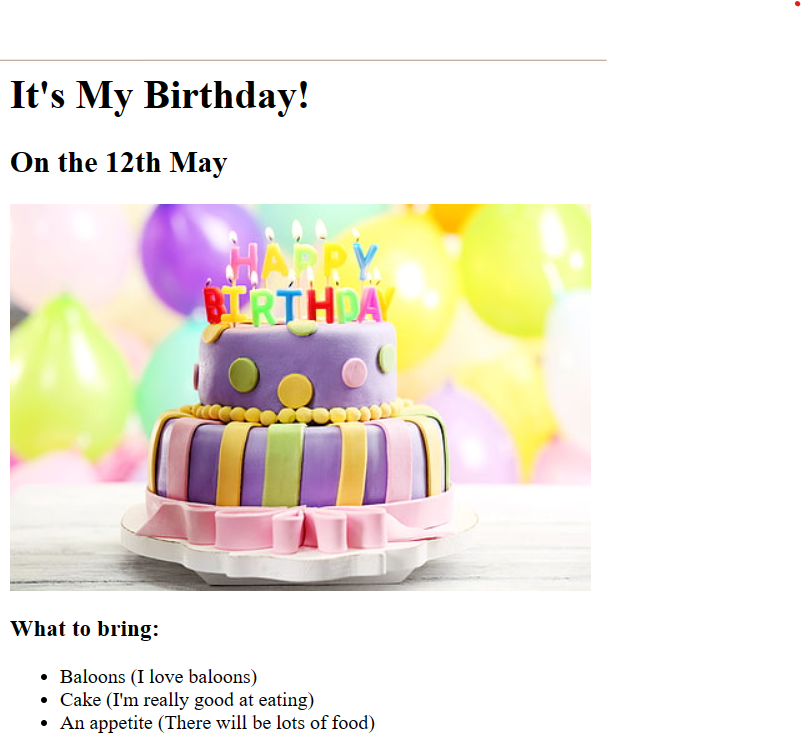 It's My Birthday!
On the 12th May
HAPPY
BIRTHDAY
What to bring:
Baloons (I love baloons)
Cake (I'm really good at eating)
An appetite (There will be lots of food)